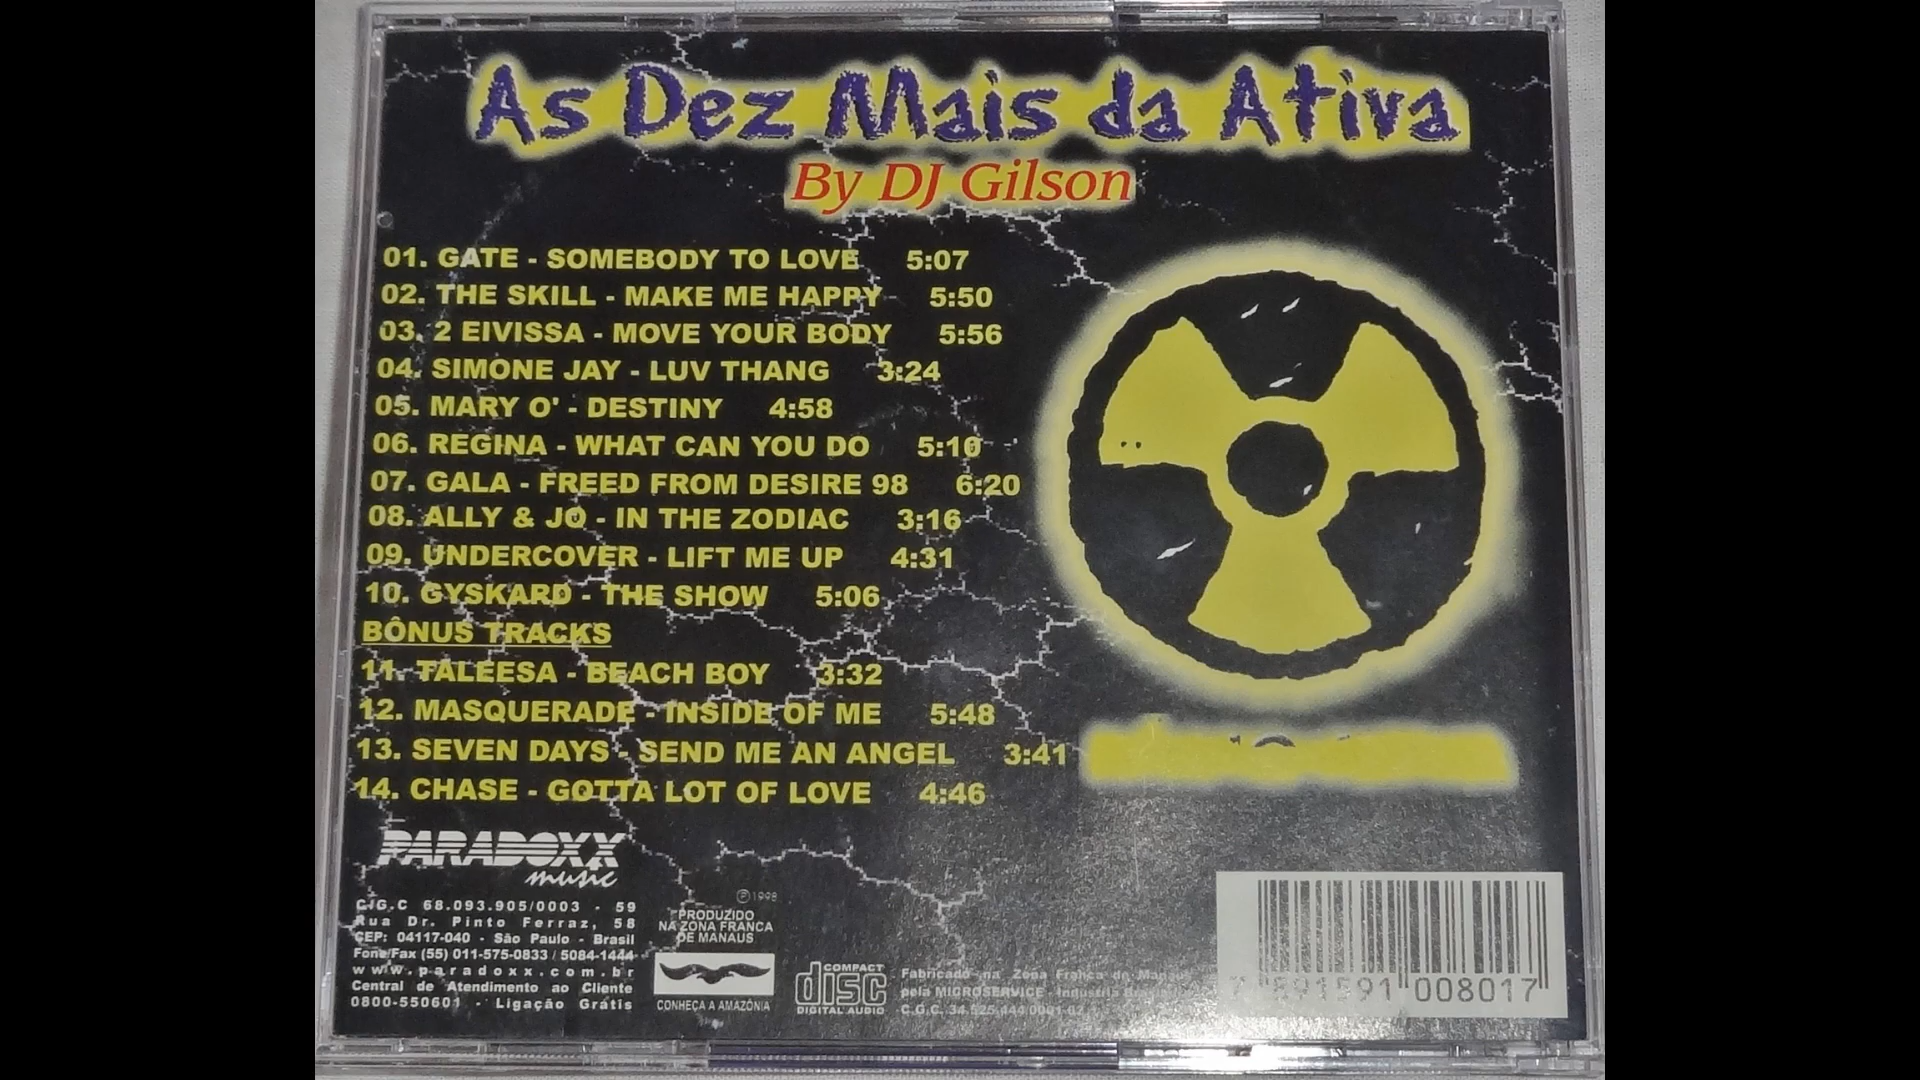 As Dez Mais da Ativa
By DJ Gilson
01. GATE - SOMEBODY TO LOVE 5:07
02. THE SKILL - MAKE ME HAPPY 5:50
03. 2 EIVISSA - MOVE YOUR BODY 5:56
04. SIMONE JAY - LUV THANG 3:24
05. MARY O' - DESTINY 4:58
06. REGINA - WHAT CAN YOU DO 5:10
07. GALA - FREED FROM DESIRE 98 6:20
08. ALLY & JO - IN THE ZODIAC 3:16
09. UNDERCOVER - LIFT ME UP 4:31
10. GYSKARD - THE SHOW 5:06
BÔNUS TRACKS
11. TALEESA - BEACH BOY 3:32
12. MASQUERADE - INSIDE OF ME 5:48
13. SEVEN DAYS - SEND ME AN ANGEL 3:41
14. CHASE - GOTTA LOT OF LOVE 4:46
PARADOXX
music
C.G.C 68.093.905/0003 - 59
Rua Dr. Pinto Ferraz, 58
CEP: 04117-040 - São Paulo - Brasil
Fone/Fax (55) 011-575-0833 / 5084-1444
www.paradoxx.com.br
Central de Atendimento ao Cliente
0800-550601 - Ligação Grátis
℗1998
PRODUZIDO
NA ZONA FRANCA
DE MANAUS
CONHEÇA A AMAZÔNIA
COMPACT
disc
DIGITAL AUDIO
Fabricado na Zona Franca de Manaus
pela MICROSERVICE - Indústria
C.G.C. 34.525.444/0001-02
7 891591 008017